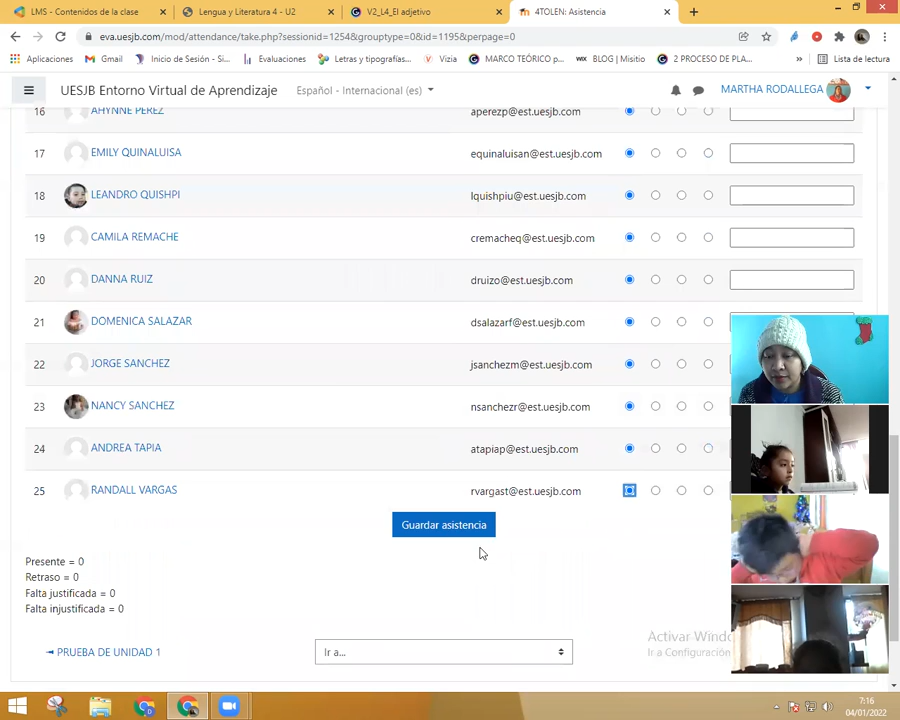 LMS - Contenidos de la clase
Lengua y Literatura 4 - U2
V2_L4_El adjetivo
4TOLEN: Asistencia
eva.uesjb.com/mod/attendance/take.php?sessionid=1254&grouptype=0&id=1195&perpage=0
Aplicaciones
Gmail
Inicio de Sesión - Si...
Evaluaciones
Letras y tipografías...
Vizia
MARCO TEÓRICO p...
WIX
BLOG | Misitio
2 PROCESO DE PLA...
»
Lista de lectura
UESJB Entorno Virtual de Aprendizaje
Español - Internacional (es)
MARTHA RODALLEGA
16 AHYNNE PEREZ aperezp@est.uesjb.com
17 EMILY QUINALUISA equinaluisan@est.uesjb.com
18 LEANDRO QUISHPI lquishpiu@est.uesjb.com
19 CAMILA REMACHE cremacheq@est.uesjb.com
20 DANNA RUIZ druizo@est.uesjb.com
21 DOMENICA SALAZAR dsalazarf@est.uesjb.com
22 JORGE SANCHEZ jsanchezm@est.uesjb.com
23 NANCY SANCHEZ nsanchezr@est.uesjb.com
24 ANDREA TAPIA atapiap@est.uesjb.com
25 RANDALL VARGAS rvargast@est.uesjb.com
Guardar asistencia
Presente = 0
Retraso = 0
Falta justificada = 0
Falta injustificada = 0
◄ PRUEBA DE UNIDAD 1
Ir a...
Activar Windo
Ir a Configuración
7:16
04/01/2022